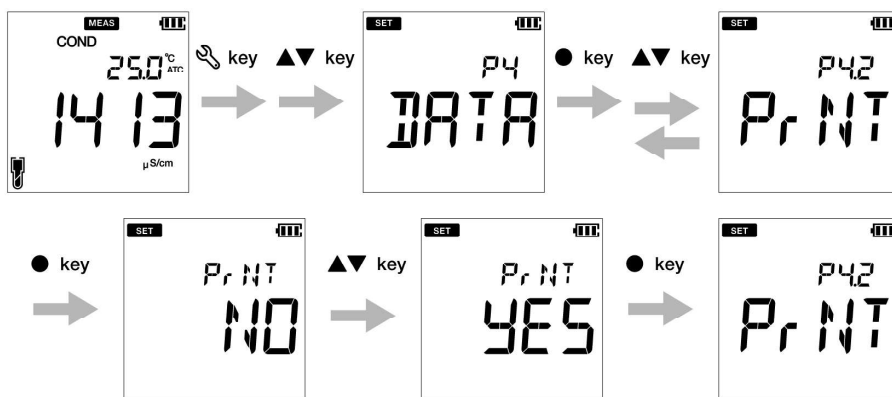 MEAS
COND
25.0 °C
ATC
1413
µS/cm
key
▲▼ key
SET
P4
DATA
● key
▲▼ key
SET
P4.2
PrNT
● key
SET
PrNT
NO
▲▼ key
SET
PrNT
YES
● key
SET
P4.2
PrNT